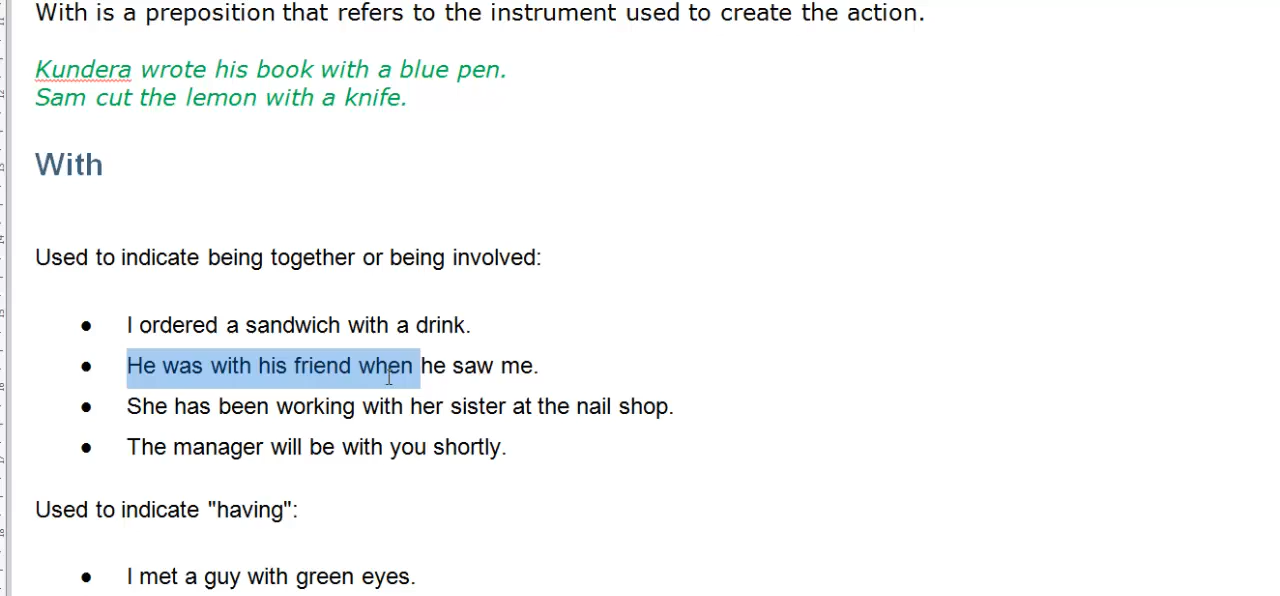 With is a preposition that refers to the instrument used to create the action.
Kundera wrote his book with a blue pen.
Sam cut the lemon with a knife.
With
Used to indicate being together or being involved:
● I ordered a sandwich with a drink.
● He was with his friend when he saw me.
● She has been working with her sister at the nail shop.
● The manager will be with you shortly.
Used to indicate "having":
● I met a guy with green eyes.